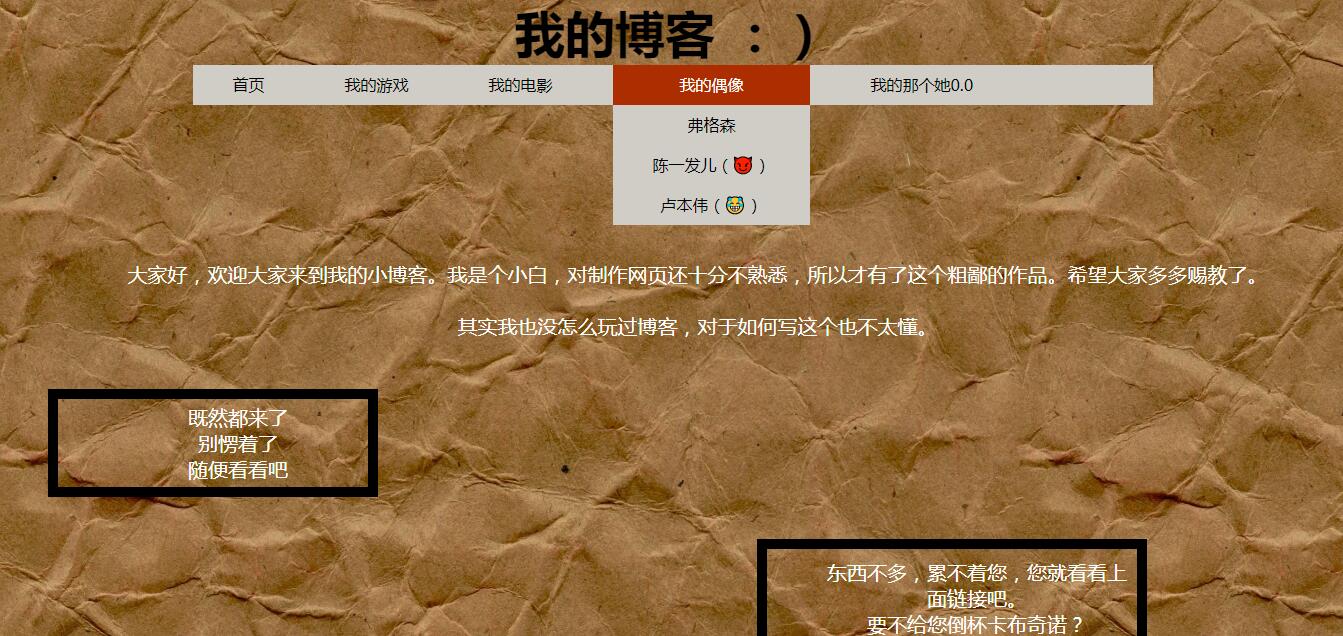 我的博客 ：）
首页 我的游戏 我的电影 我的偶像 我的那个她0.0
弗格森
陈一发儿（😈）
卢本伟（😹）
大家好，欢迎大家来到我的小博客。我是个小白，对制作网页还十分不熟悉，所以才有了这个粗鄙的作品。希望大家多多赐教了。
其实我也没怎么玩过博客，对于如何写这个也不太懂。
既然都来了
别愣着了
随便看看吧
东西不多，累不着您，您就看看上
面链接吧。
要不给您倒杯卡布奇诺？